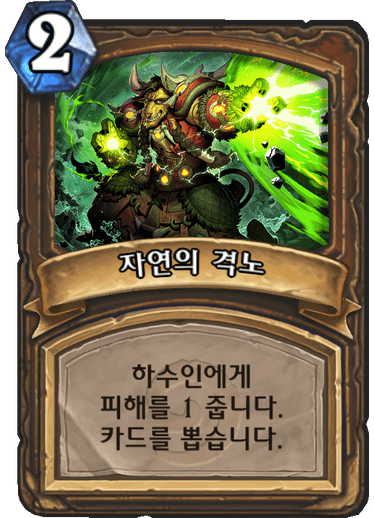 2
자연의 격노
하수인에게
피해를 1 줍니다.
카드를 뽑습니다.